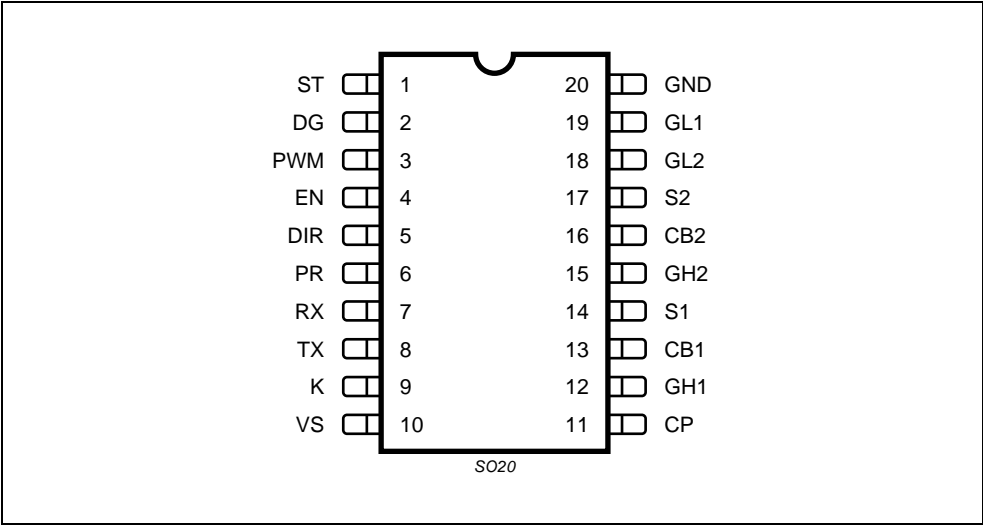 ST 1 20 GND
DG 2 19 GL1
PWM 3 18 GL2
EN 4 17 S2
DIR 5 16 CB2
PR 6 15 GH2
RX 7 14 S1
TX 8 13 CB1
K 9 12 GH1
VS 10 11 CP
SO20